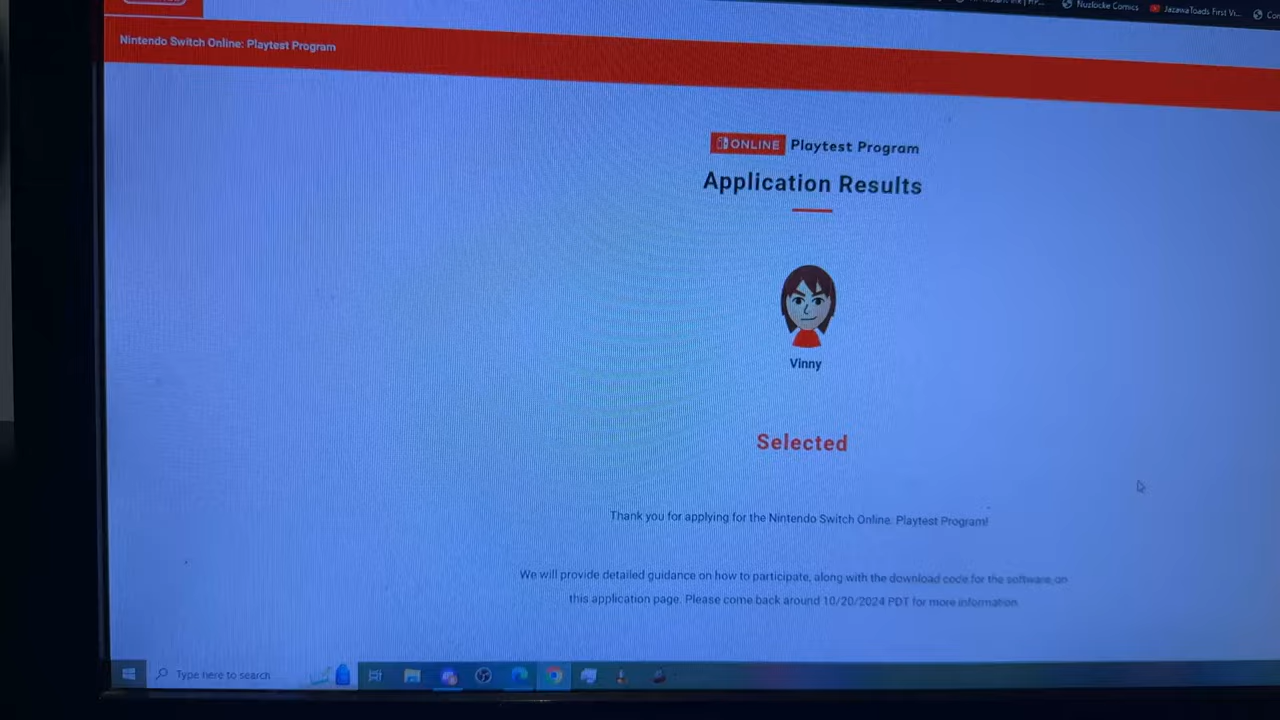 Nuzlocke Comics
JazawaToads First Vi...
Nintendo Switch Online: Playtest Program
ONLINE Playtest Program
Application Results
Vinny
Selected
Thank you for applying for the Nintendo Switch Online: Playtest Program!
We will provide detailed guidance on how to participate, along with the download code for the software, on
this application page. Please come back around 10/20/2024 PDT for more information.
Type here to search